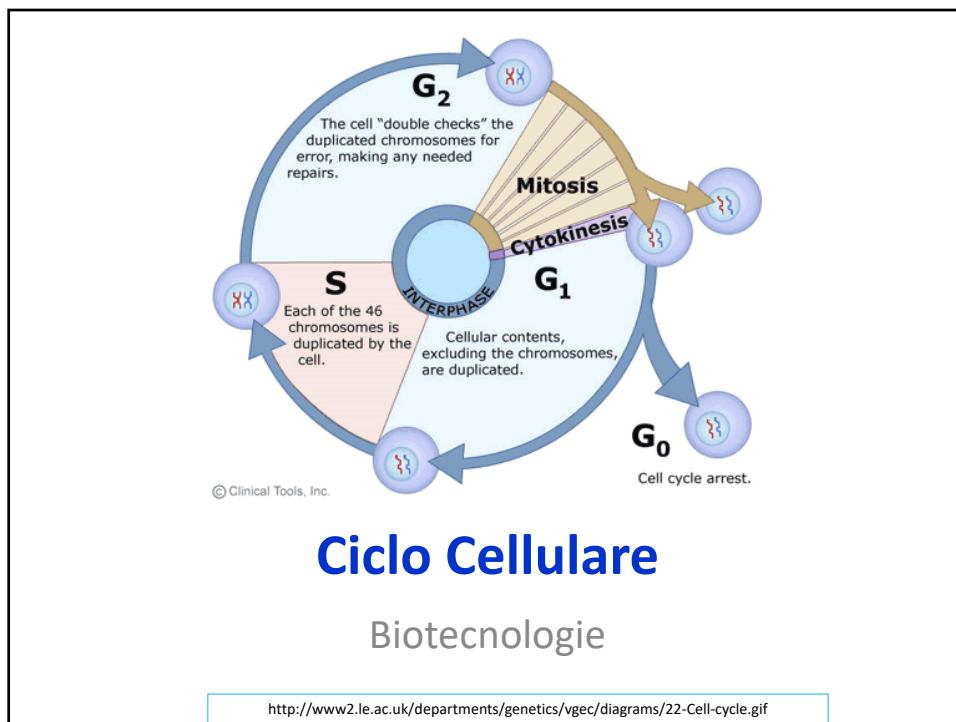 G₂
The cell "double checks" the
duplicated chromosomes for
error, making any needed
repairs.
Mitosis
Cytokinesis
S
Each of the 46
chromosomes is
duplicated by the
cell.
INTERPHASE
G₁
Cellular contents,
excluding the chromosomes,
are duplicated.
G₀
Cell cycle arrest.
© Clinical Tools, Inc.
Ciclo Cellulare
Biotecnologie
http://www2.le.ac.uk/departments/genetics/vgec/diagrams/22-Cell-cycle.gif